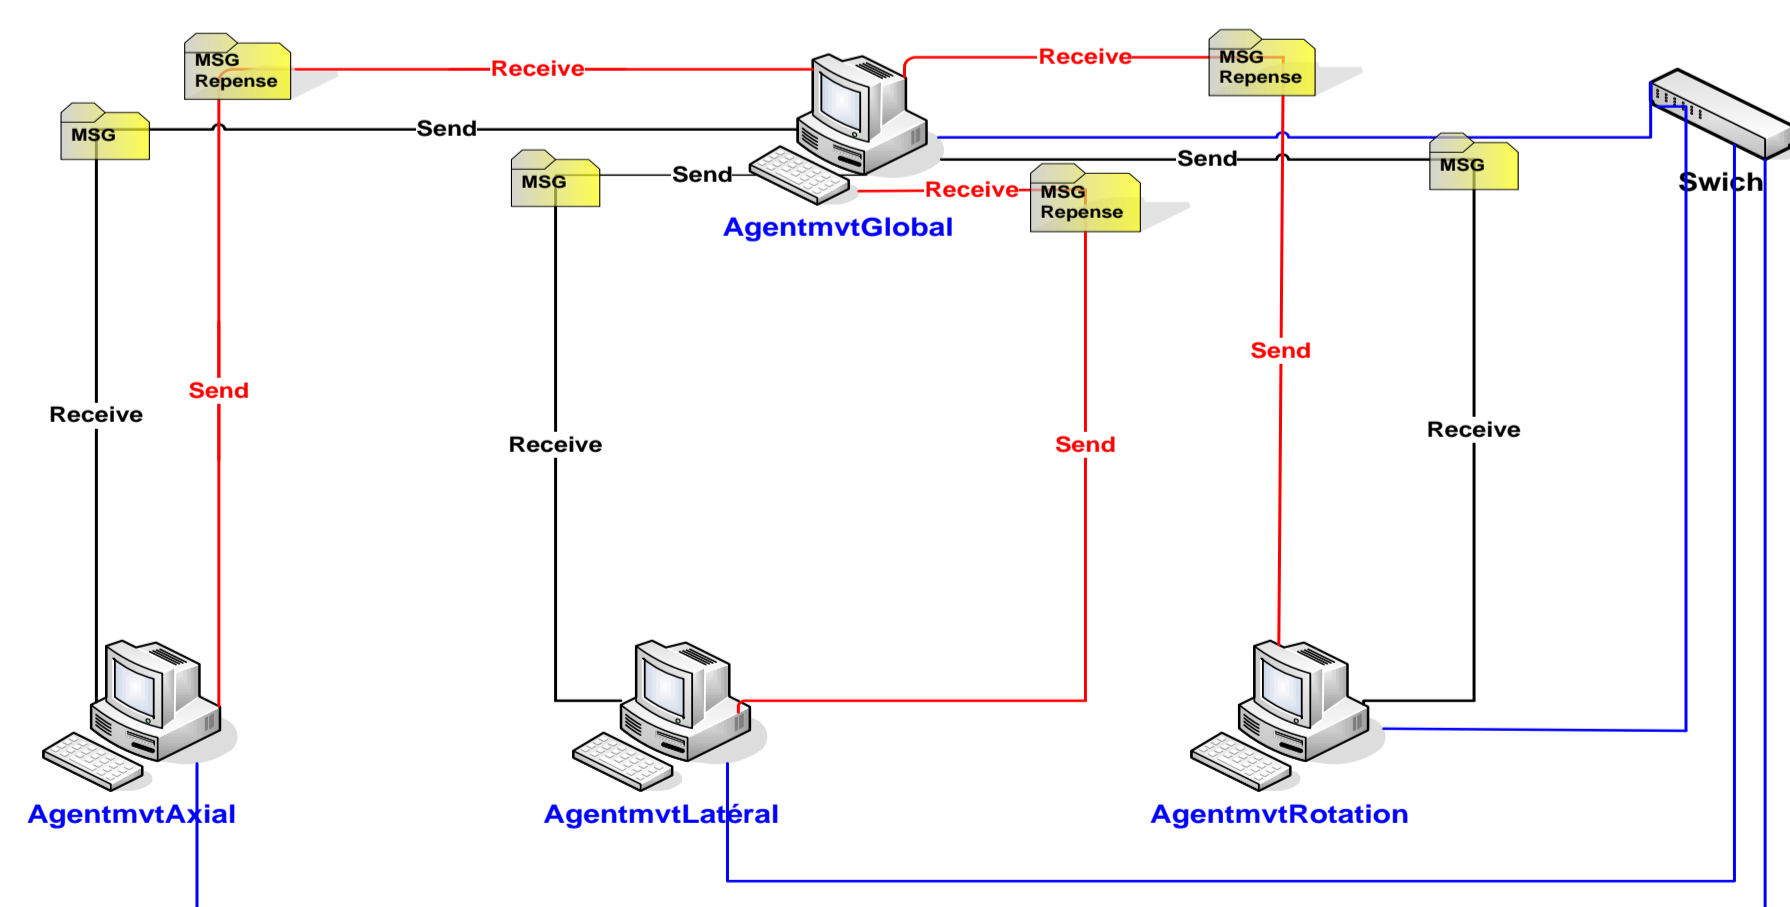 MSG
Repense
Receive
Receive
MSG
Repense
MSG
Send
MSG
Send
Receive
MSG
Repense
Send
MSG
Swich
AgentmvtGlobal
Send
Send
Receive
Receive
Send
Receive
AgentmvtAxial
AgentmvtLatéral
AgentmvtRotation